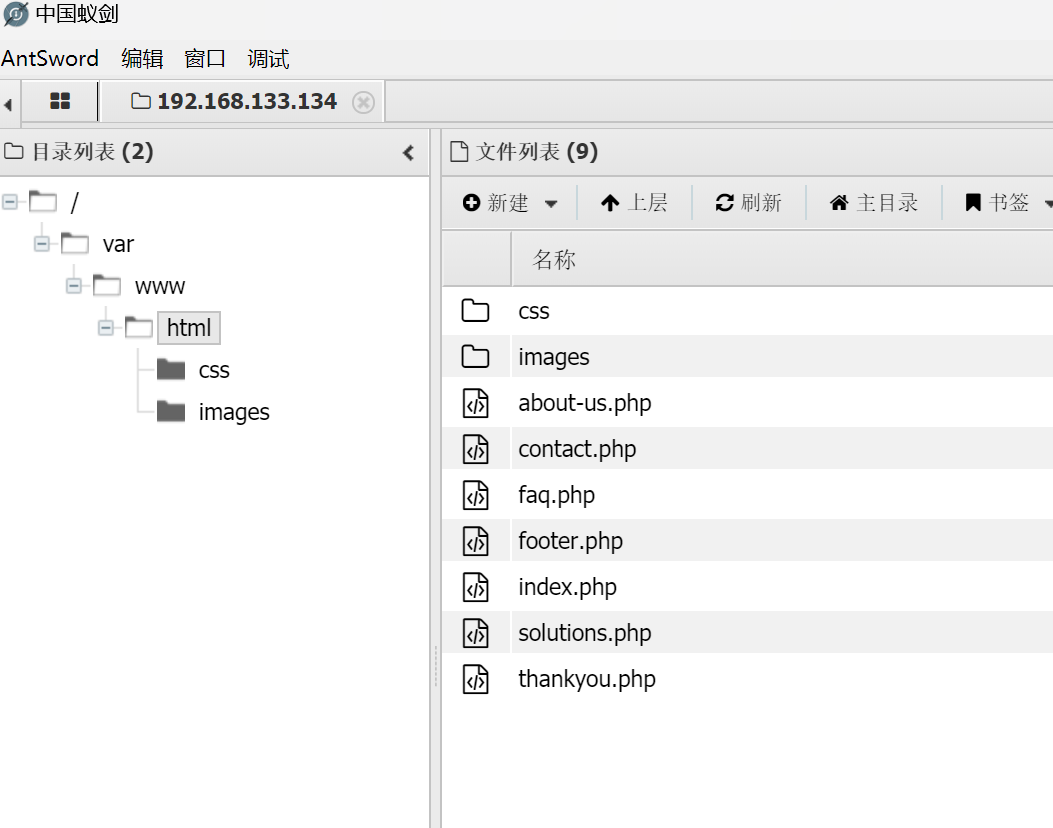 中国蚁剑
AntSword 编辑 窗口 调试
192.168.133.134
目录列表 (2)
/
var
www
html
css
images
文件列表 (9)
新建 上层 刷新 主目录 书签
名称
css
images
about-us.php
contact.php
faq.php
footer.php
index.php
solutions.php
thankyou.php